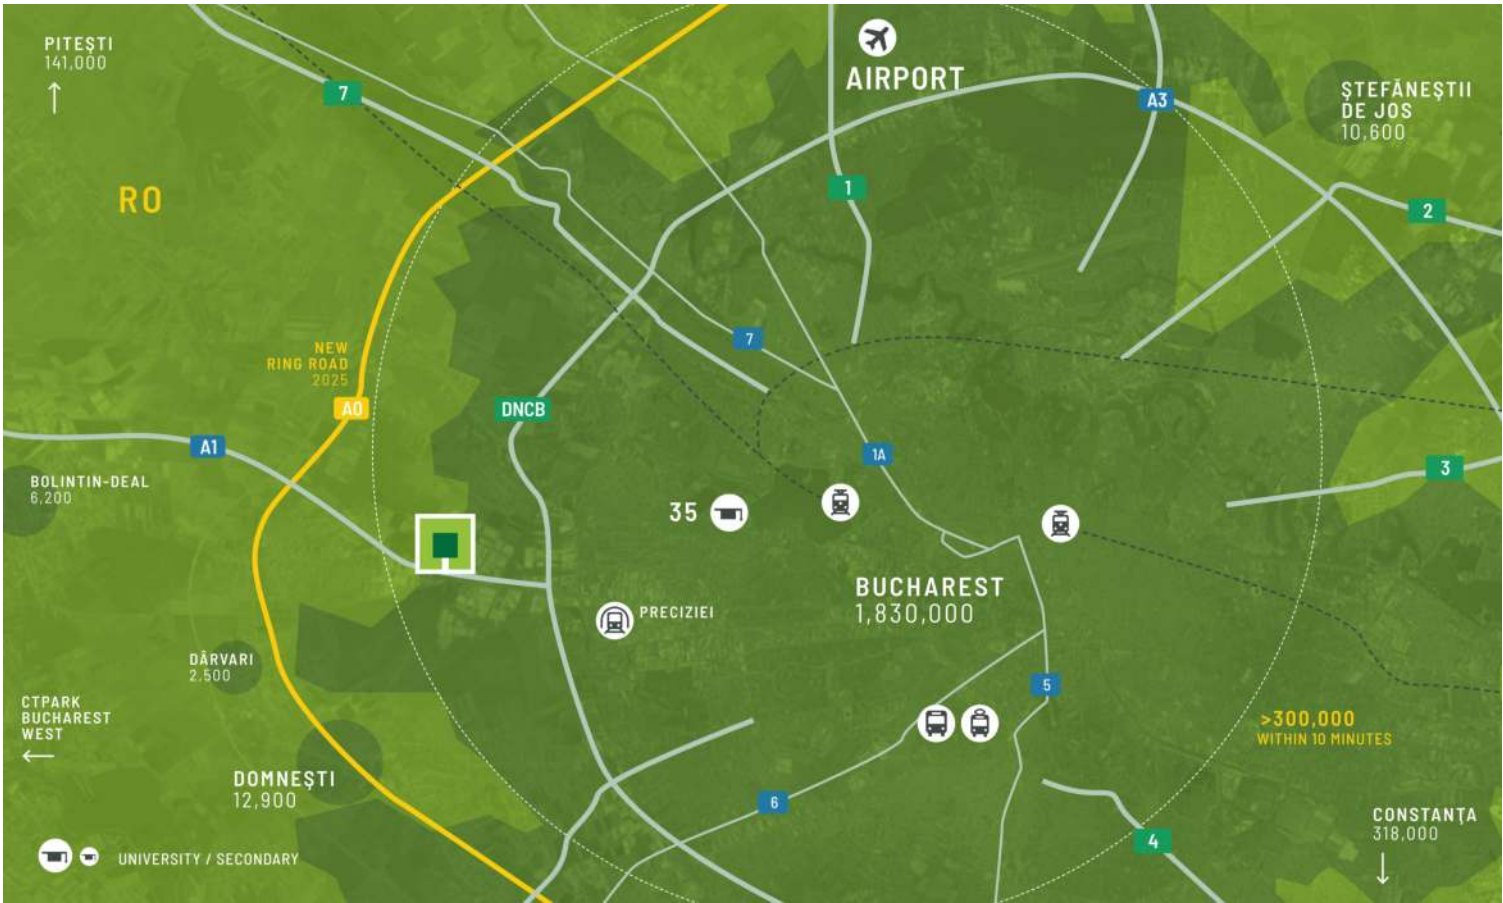 PITEŞTI
141,000
7
AIRPORT
A3
ŞTEFĂNEŞTII
DE JOS
10,600
RO
1
2
NEW
RING ROAD
2025
7
A0
DNCB
A1
1A
3
BOLINTIN-DEAL
6,200
35
BUCHAREST
1,830,000
PRECIZIEI
DÂRVARI
2,500
5
CTPARK
BUCHAREST
WEST
>300,000
WITHIN 10 MINUTES
DOMNEŞTI
12,900
6
CONSTANŢA
318,000
4
UNIVERSITY / SECONDARY